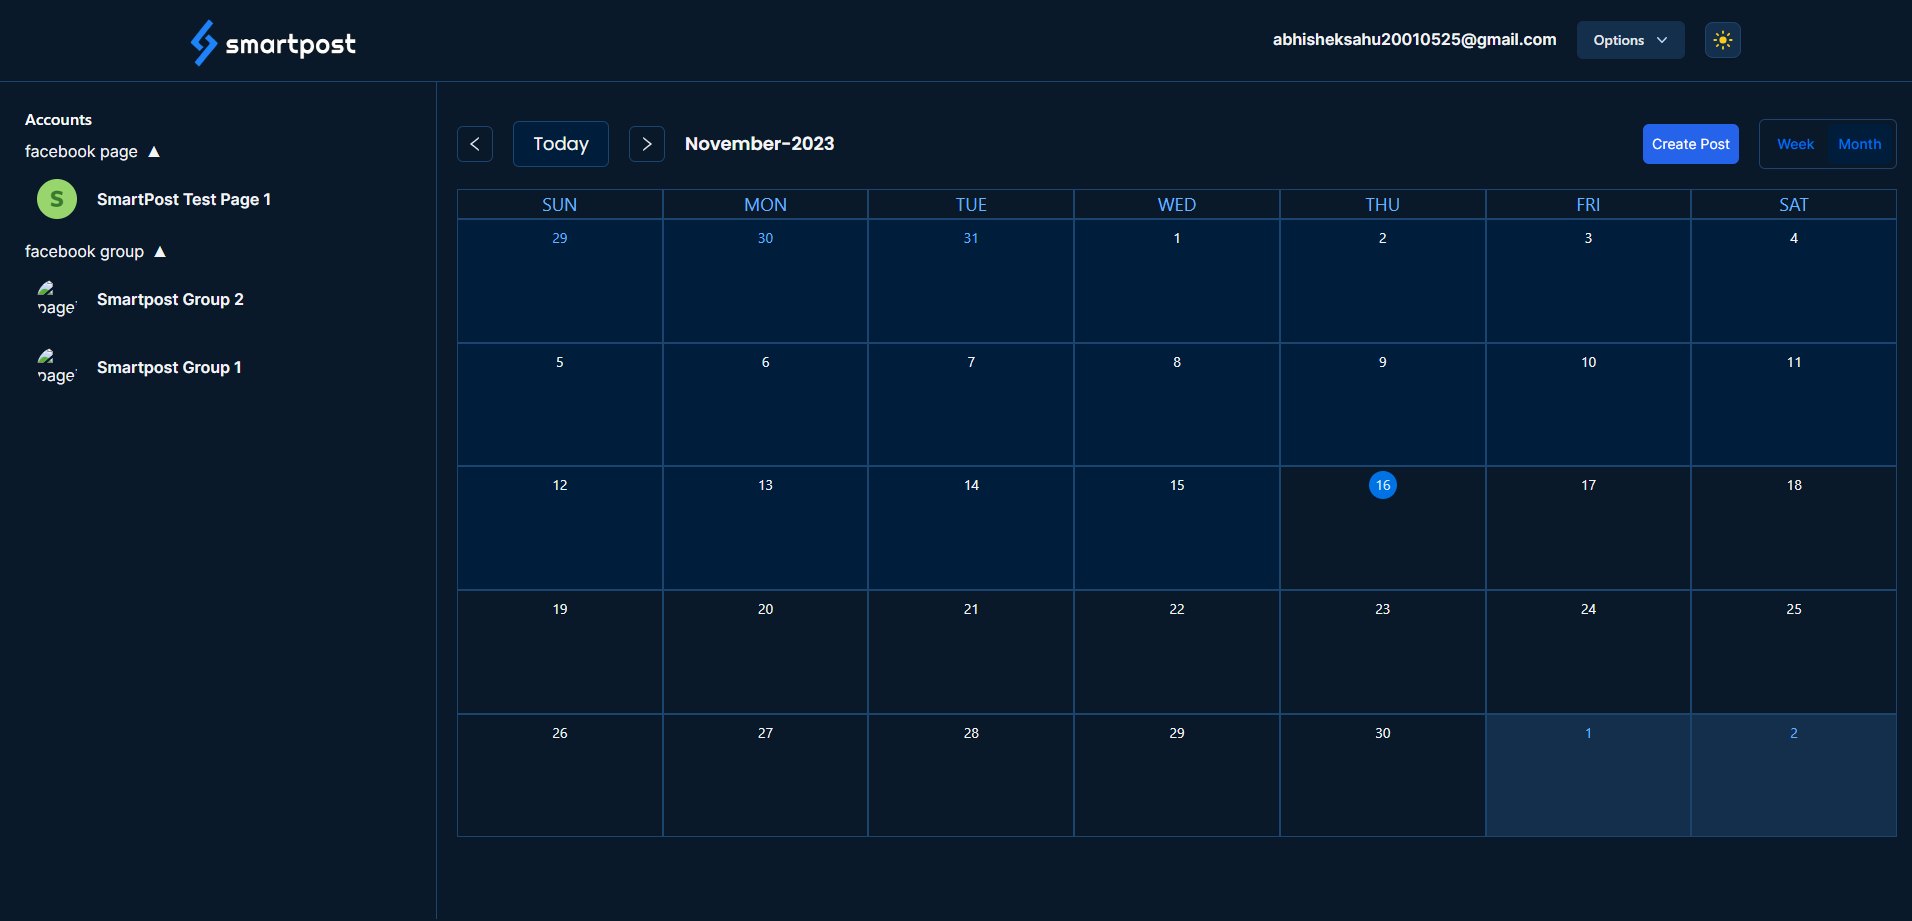 smartpost
abhisheksahu20010525@gmail.com
Options
Accounts
facebook page ▲
S
SmartPost Test Page 1
facebook group ▲
page
Smartpost Group 2
page
Smartpost Group 1
< Today > November-2023
Create Post
Week Month
SUN MON TUE WED THU FRI SAT
29 30 31 1 2 3 4
5 6 7 8 9 10 11
12 13 14 15 16 17 18
19 20 21 22 23 24 25
26 27 28 29 30 1 2